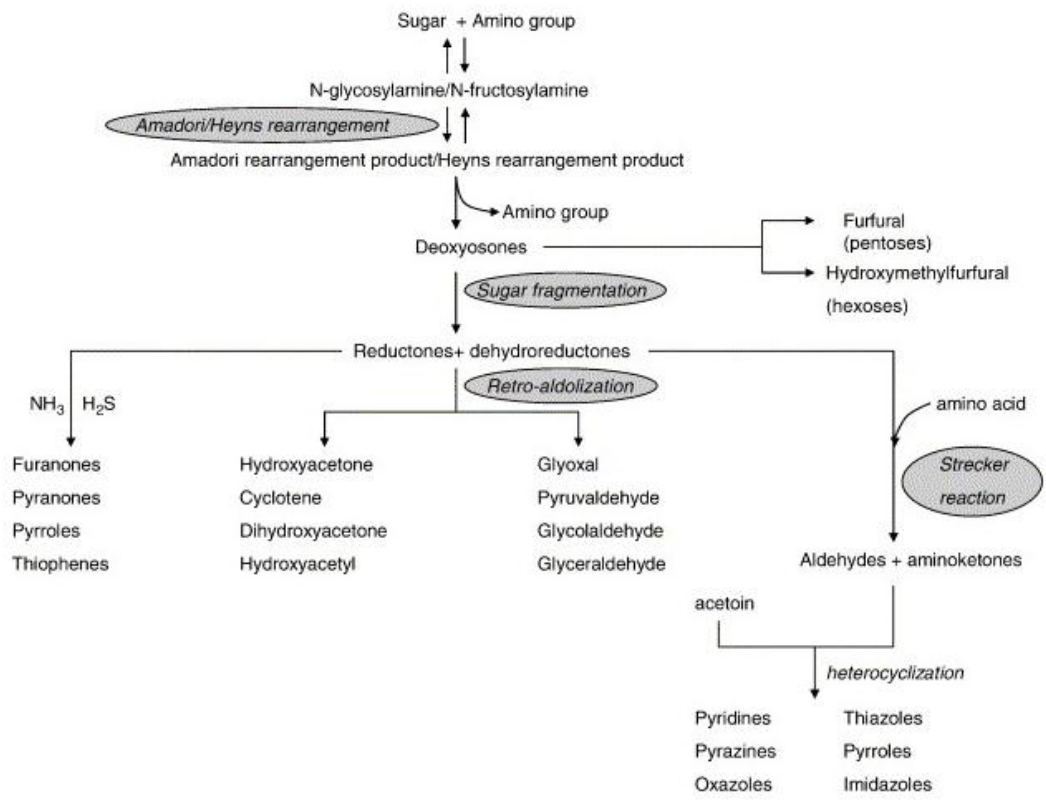 Sugar + Amino group
N-glycosylamine/N-fructosylamine
Amadori/Heyns rearrangement
Amadori rearrangement product/Heyns rearrangement product
Amino group
Deoxyosones
Furfural
(pentoses)
Hydroxymethylfurfural
(hexoses)
Sugar fragmentation
Reductones+ dehydroreductones
Retro-aldolization
NH3 H2S
amino acid
Strecker
reaction
Furanones
Pyranones
Pyrroles
Thiophenes
Hydroxyacetone
Cyclotene
Dihydroxyacetone
Hydroxyacetyl
Glyoxal
Pyruvaldehyde
Glycolaldehyde
Glyceraldehyde
Aldehydes + aminoketones
acetoin
heterocyclization
Pyridines
Pyrazines
Oxazoles
Thiazoles
Pyrroles
Imidazoles